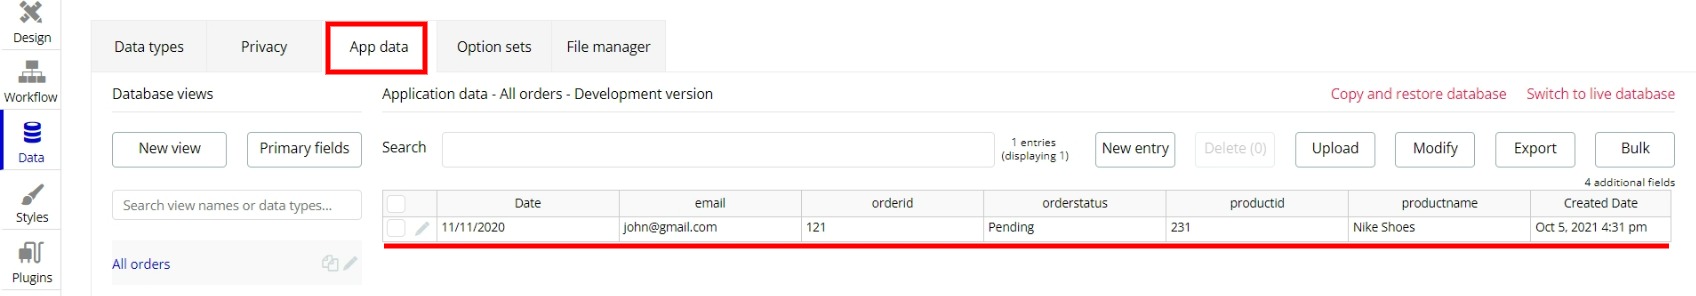 Design
Workflow
Data
Styles
Plugins
Data types
Privacy
App data
Option sets
File manager
Database views
New view
Primary fields
Search view names or data types...
All orders
Application data - All orders - Development version
Copy and restore database
Switch to live database
Search
1 entries
(displaying 1)
New entry
Delete (0)
Upload
Modify
Export
Bulk
4 additional fields
Date email orderid orderstatus productid productname Created Date
11/11/2020 john@gmail.com 121 Pending 231 Nike Shoes Oct 5, 2021 4:31 pm